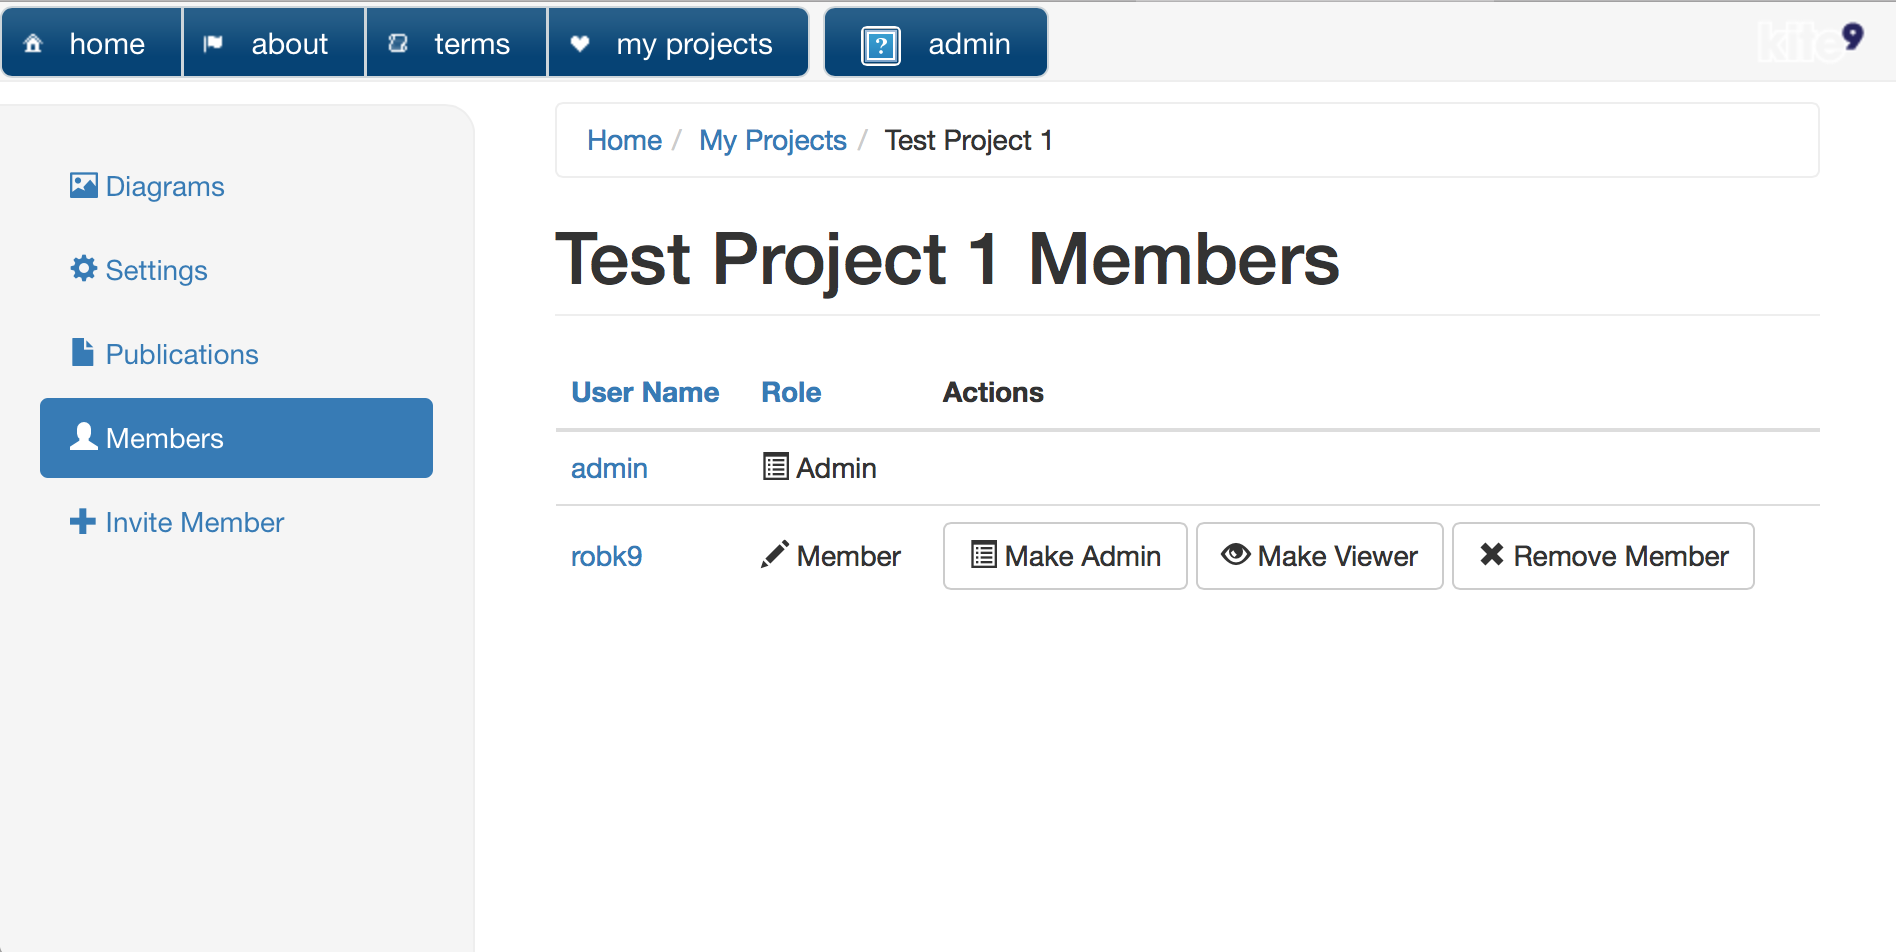 home about terms my projects ? admin kite9
Home / My Projects / Test Project 1
Diagrams
Settings
Publications
Members
Invite Member
Test Project 1 Members
User Name Role Actions
admin Admin
robk9 Member Make Admin Make Viewer Remove Member